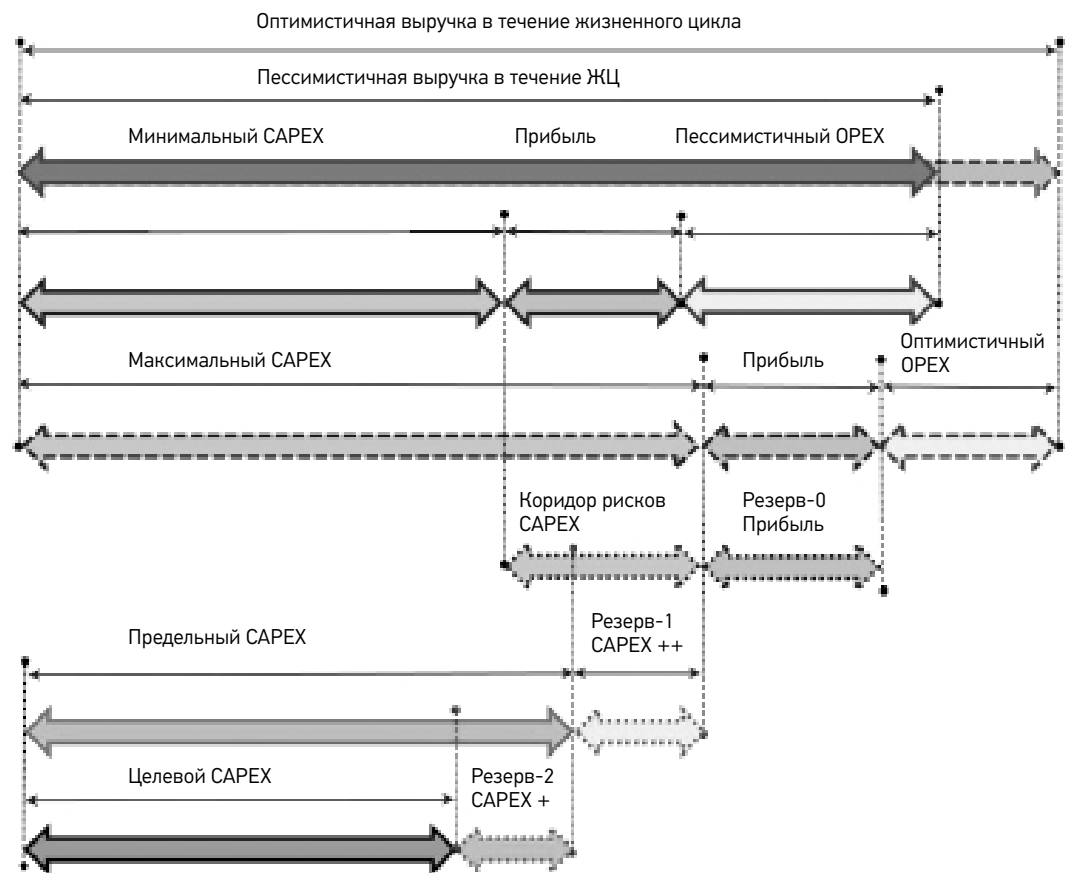 Оптимистичная выручка в течение жизненного цикла
Пессимистичная выручка в течение ЖЦ
Минимальный CAPEX
Прибыль
Пессимистичный OPEX
Максимальный CAPEX
Прибыль
Оптимистичный
OPEX
Коридор рисков
CAPEX
Резерв-0
Прибыль
Предельный CAPEX
Резерв-1
CAPEX ++
Целевой CAPEX
Резерв-2
CAPEX +